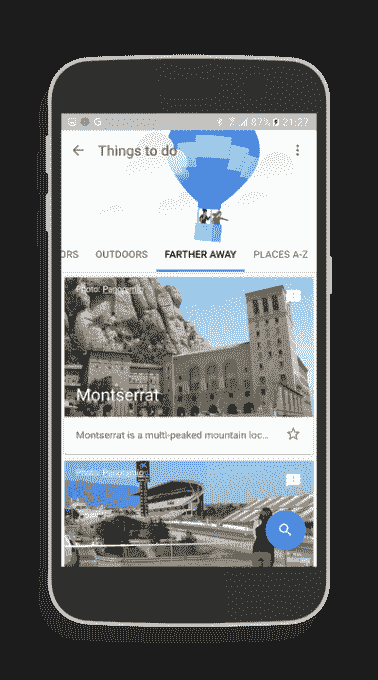 G 87% 21:27
Things to do
ORS OUTDOORS FARTHER AWAY PLACES A-Z
Photo: Panoramio
Montserrat
Montserrat is a multi-peaked mountain loc...
Photo: Panoramio